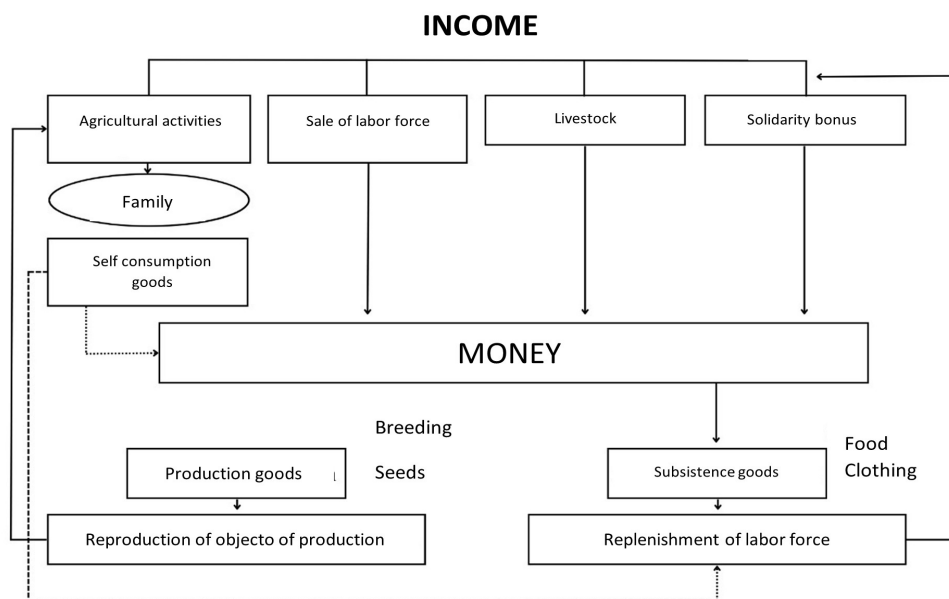 INCOME
Agricultural activities
Sale of labor force
Livestock
Solidarity bonus
Family
Self consumption
goods
MONEY
Breeding
Seeds
Production goods
Subsistence goods
Food
Clothing
Reproduction of objecto of production
Replenishment of labor force